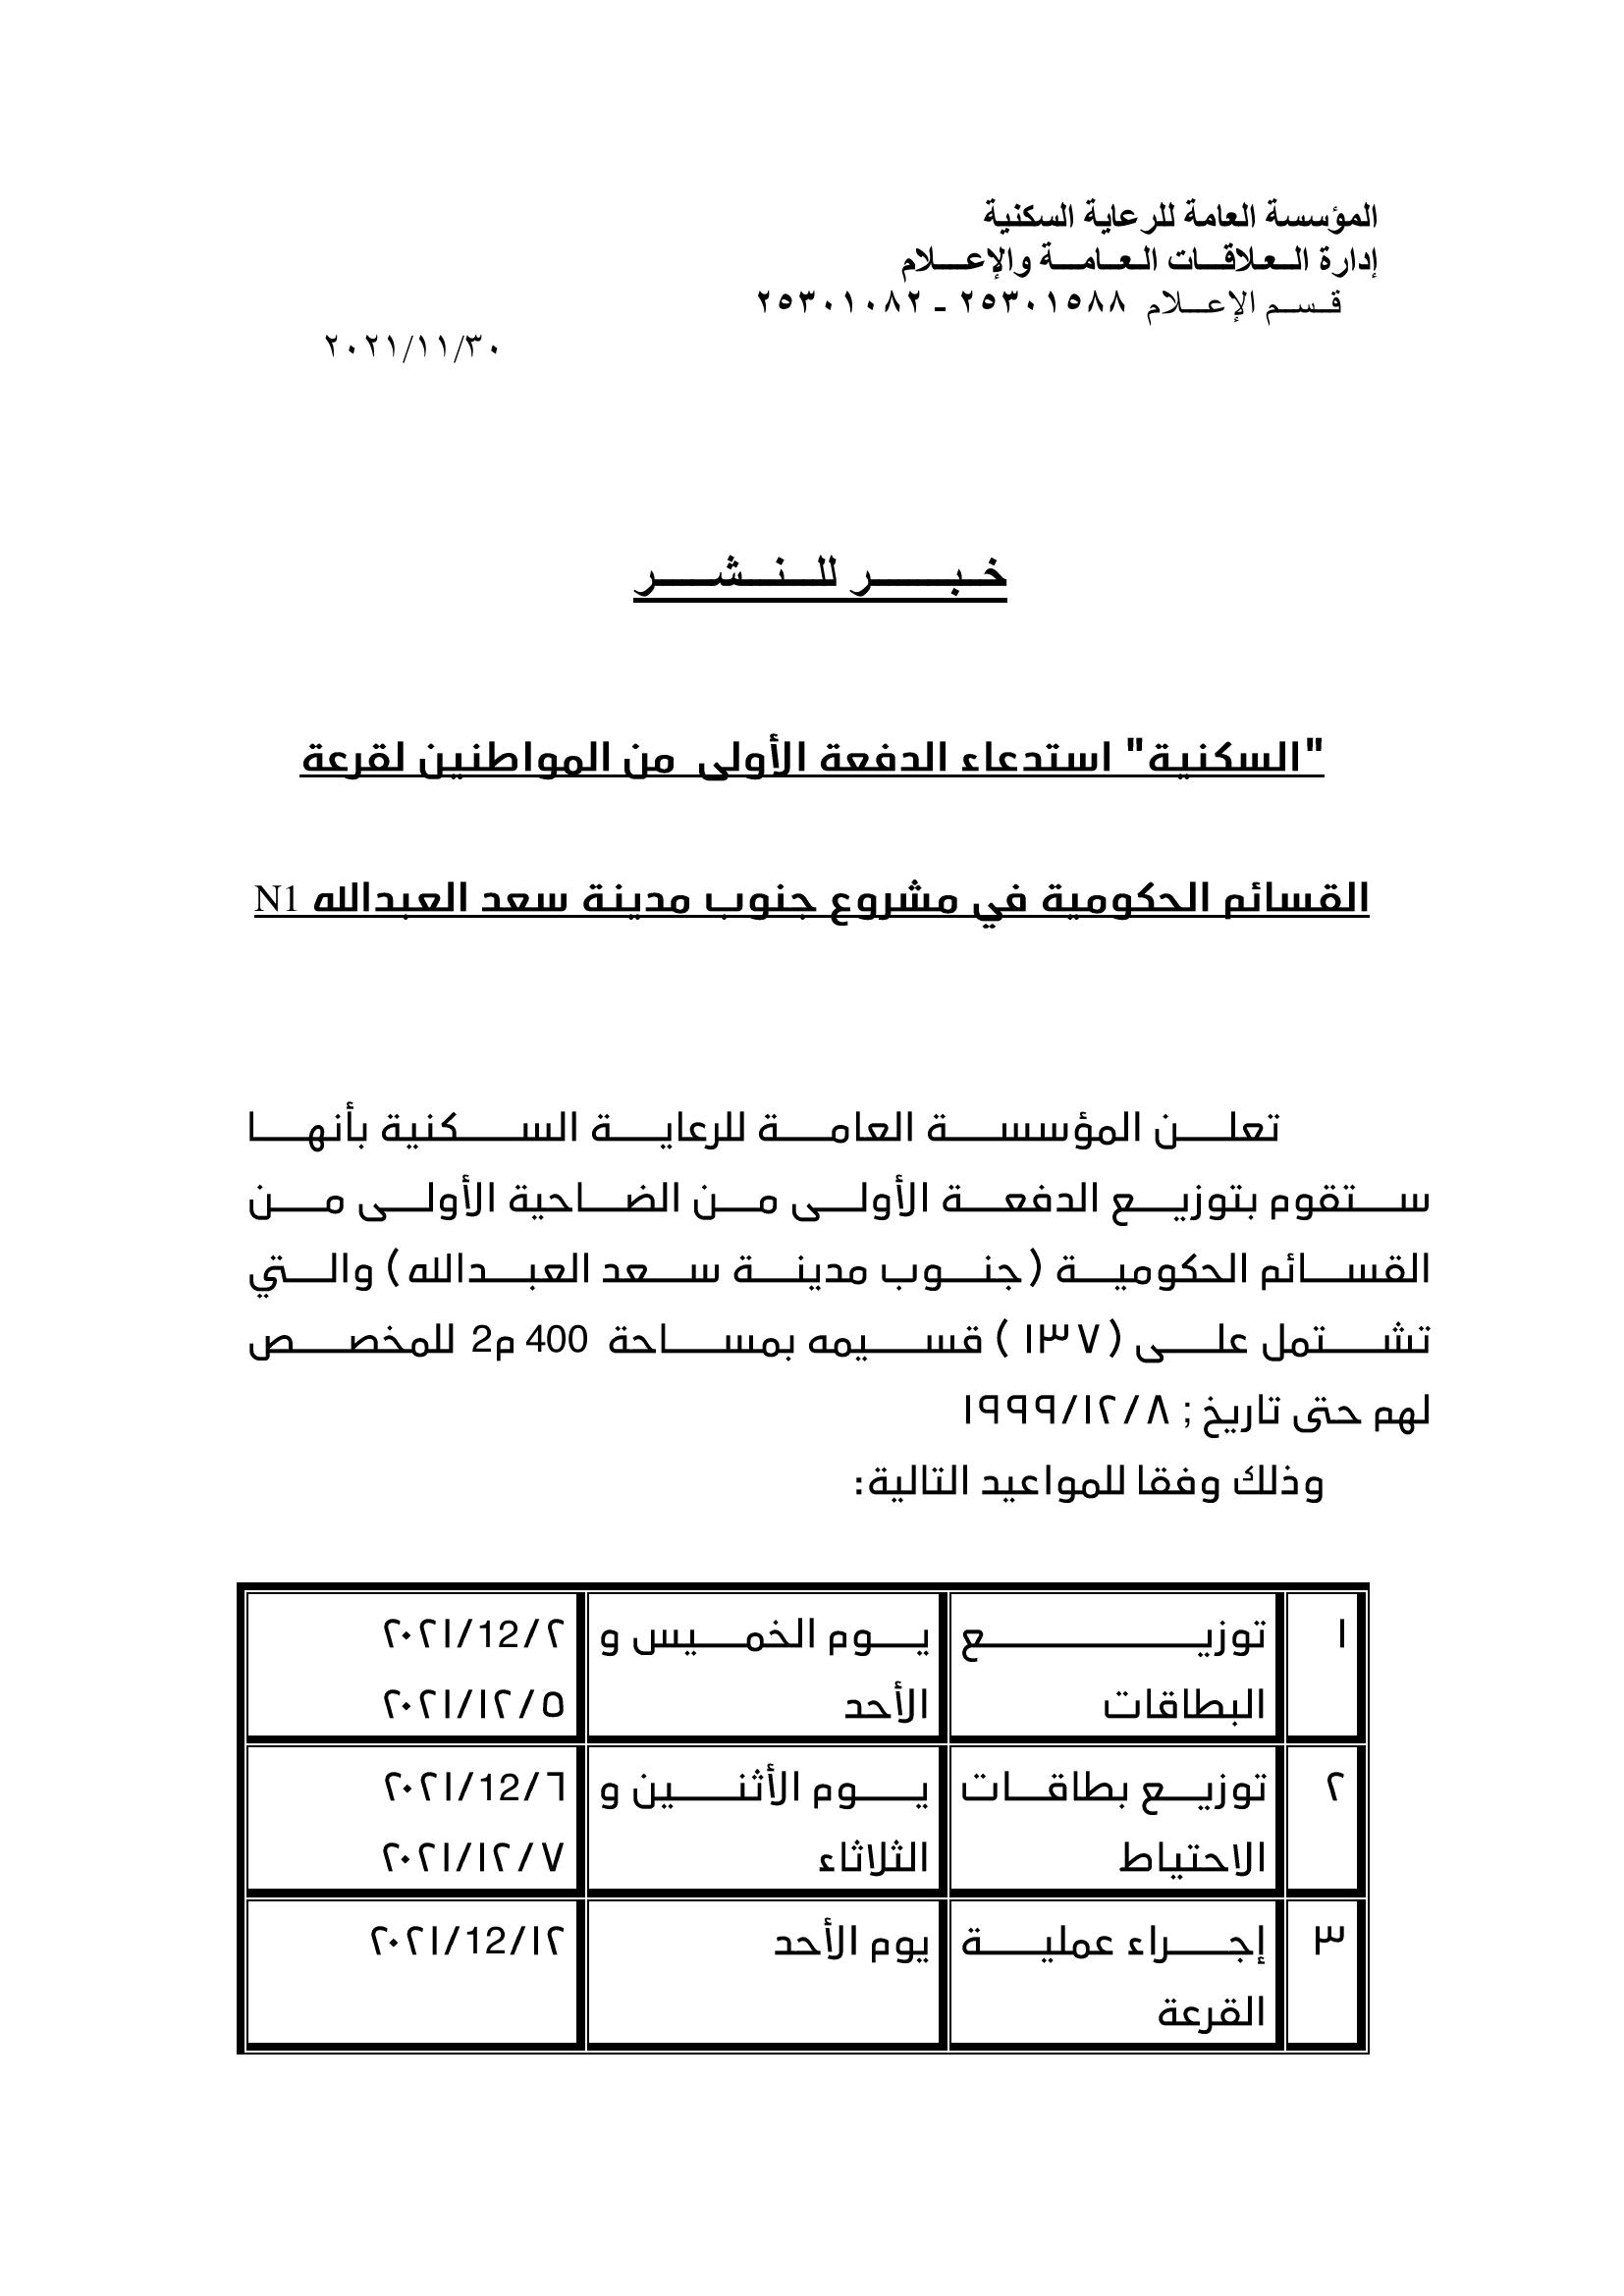 المؤسسة العامة للرعاية السكنية
إدارة العلاقات العامة والإعلام
قسم الإعلام ٢٥٣٠١٥٨٨ - ٢٥٣٠١٠٨٢
٢٠٢١/١١/٣٠
خبر للنشر
"السكنية" استدعاء الدفعة الأولى من المواطنين لقرعة
القسائم الحكومية في مشروع جنوب مدينة سعد العبدالله N1
تعلن المؤسسة العامة للرعاية السكنية بأنها
ستقوم بتوزيع الدفعة الأولى من الضاحية الأولى من
القسائم الحكومية (جنوب مدينة سعد العبدالله) والتي
تشتمل على (١٣٧ ) قسيمه بمساحة 400 م2 للمخصص
لهم حتى تاريخ ; ١٩٩٩/١٢/٨
وذلك وفقا للمواعيد التالية:
١ توزيع يوم الخميس و ٢٠٢١/12/٢
البطاقات الأحد ٢٠٢١/١٢/٥
٢ توزيع بطاقات يوم الأثنين و ٢٠٢١/12/٦
الاحتياط الثلاثاء ٢٠٢١/١٢/٧
٣ إجراء عملية يوم الأحد ٢٠٢١/12/١٢
القرعة